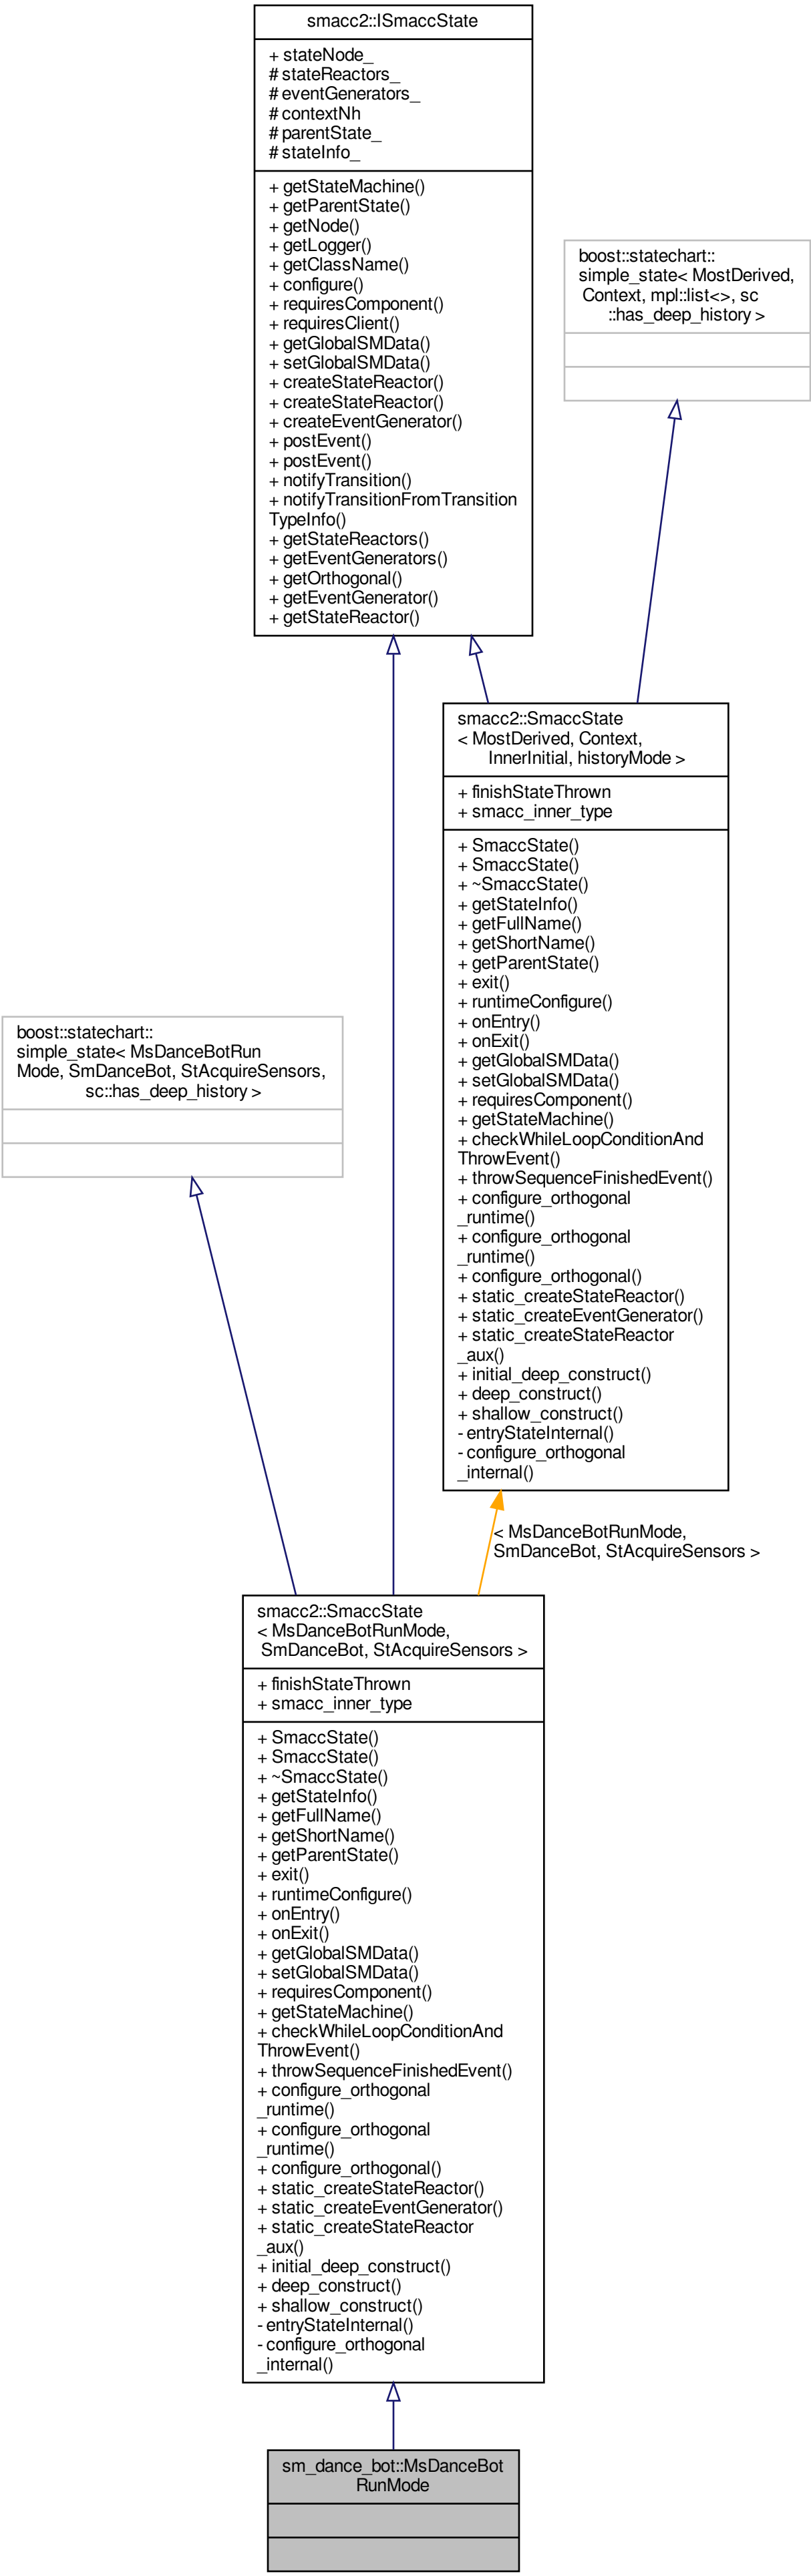 smacc2::ISmaccState
+ stateNode_
# stateReactors_
# eventGenerators_
# contextNh
# parentState_
# stateInfo_
+ getStateMachine()
+ getParentState()
+ getNode()
+ getLogger()
+ getClassName()
+ configure()
+ requiresComponent()
+ requiresClient()
+ getGlobalSMData()
+ setGlobalSMData()
+ createStateReactor()
+ createStateReactor()
+ createEventGenerator()
+ postEvent()
+ postEvent()
+ notifyTransition()
+ notifyTransitionFromTransition
TypeInfo()
+ getStateReactors()
+ getEventGenerators()
+ getOrthogonal()
+ getEventGenerator()
+ getStateReactor()
boost::statechart::
simple_state< MostDerived,
Context, mpl::list<>, sc
::has_deep_history >
smacc2::SmaccState
< MostDerived, Context,
InnerInitial, historyMode >
+ finishStateThrown
+ smacc_inner_type
+ SmaccState()
+ SmaccState()
+ ~SmaccState()
+ getStateInfo()
+ getFullName()
+ getShortName()
+ getParentState()
+ exit()
+ runtimeConfigure()
+ onEntry()
+ onExit()
+ getGlobalSMData()
+ setGlobalSMData()
+ requiresComponent()
+ getStateMachine()
+ checkWhileLoopConditionAnd
ThrowEvent()
+ throwSequenceFinishedEvent()
+ configure_orthogonal
_runtime()
+ configure_orthogonal
_runtime()
+ configure_orthogonal()
+ static_createStateReactor()
+ static_createEventGenerator()
+ static_createStateReactor
_aux()
+ initial_deep_construct()
+ deep_construct()
+ shallow_construct()
- entryStateInternal()
- configure_orthogonal
_internal()
boost::statechart::
simple_state< MsDanceBotRun
Mode, SmDanceBot, StAcquireSensors,
sc::has_deep_history >
< MsDanceBotRunMode,
SmDanceBot, StAcquireSensors >
smacc2::SmaccState
< MsDanceBotRunMode,
SmDanceBot, StAcquireSensors >
+ finishStateThrown
+ smacc_inner_type
+ SmaccState()
+ SmaccState()
+ ~SmaccState()
+ getStateInfo()
+ getFullName()
+ getShortName()
+ getParentState()
+ exit()
+ runtimeConfigure()
+ onEntry()
+ onExit()
+ getGlobalSMData()
+ setGlobalSMData()
+ requiresComponent()
+ getStateMachine()
+ checkWhileLoopConditionAnd
ThrowEvent()
+ throwSequenceFinishedEvent()
+ configure_orthogonal
_runtime()
+ configure_orthogonal
_runtime()
+ configure_orthogonal()
+ static_createStateReactor()
+ static_createEventGenerator()
+ static_createStateReactor
_aux()
+ initial_deep_construct()
+ deep_construct()
+ shallow_construct()
- entryStateInternal()
- configure_orthogonal
_internal()
sm_dance_bot::MsDanceBot
RunMode